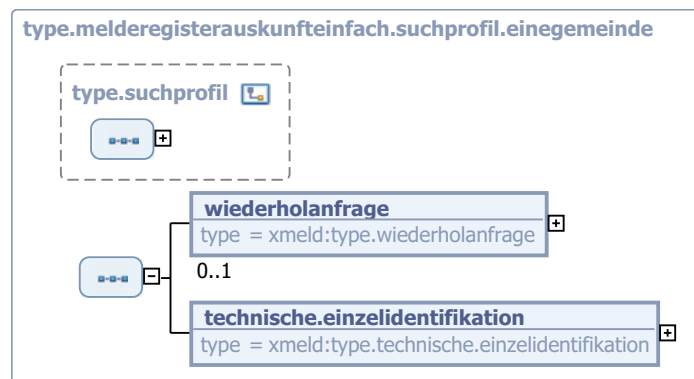 type.melderegisterauskunfteinfach.suchprofil.einegemeinde
type.suchprofil
wiederholanfrage
type = xmeld:type.wiederholanfrage
0..1
technische.einzelidentifikation
type = xmeld:type.technische.einzelidentifikation